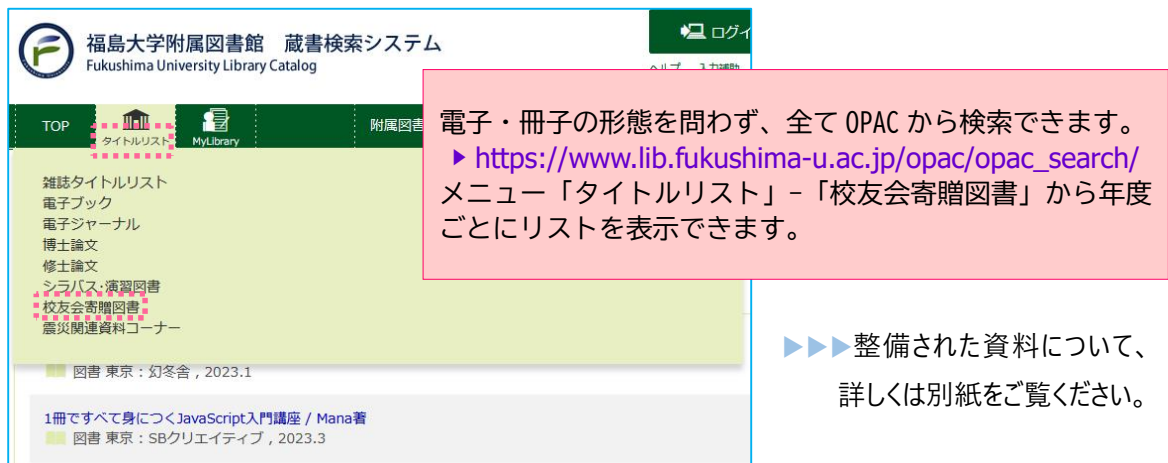 福島大学附属図書館　蔵書検索システム
Fukushima University Library Catalog
ログイ
ヘルプ 入力補助
TOP
タイトルリスト
MyLibrary
附属図書
電子・冊子の形態を問わず、全て OPAC から検索できます。
▶ https://www.lib.fukushima-u.ac.jp/opac/opac_search/
メニュー「タイトルリスト」-「校友会寄贈図書」から年度
ごとにリストを表示できます。
雑誌タイトルリスト
電子ブック
電子ジャーナル
博士論文
修士論文
シラバス・演習図書
校友会寄贈図書
震災関連資料コーナー
図書 東京：幻冬舎 , 2023.1
1冊ですべて身につくJavaScript入門講座 / Mana著
図書 東京：SBクリエイティブ , 2023.3
▶▶▶整備された資料について、
詳しくは別紙をご覧ください。